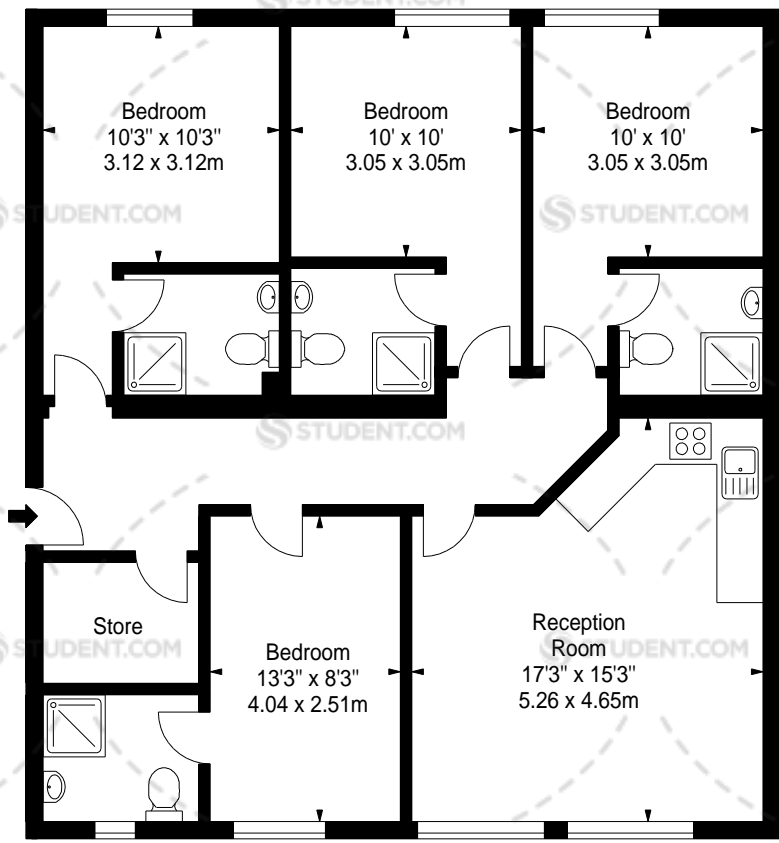 STUDENT.COM
Bedroom
10'3" x 10'3"
3.12 x 3.12m
Bedroom
10' x 10'
3.05 x 3.05m
Bedroom
10' x 10'
3.05 x 3.05m
STUDENT.COM
STUDENT.COM
STUDENT.COM
Store
STUDENT.COM
Bedroom
13'3" x 8'3"
4.04 x 2.51m
Reception
Room
17'3" x 15'3"
5.26 x 4.65m
STUDENT.COM